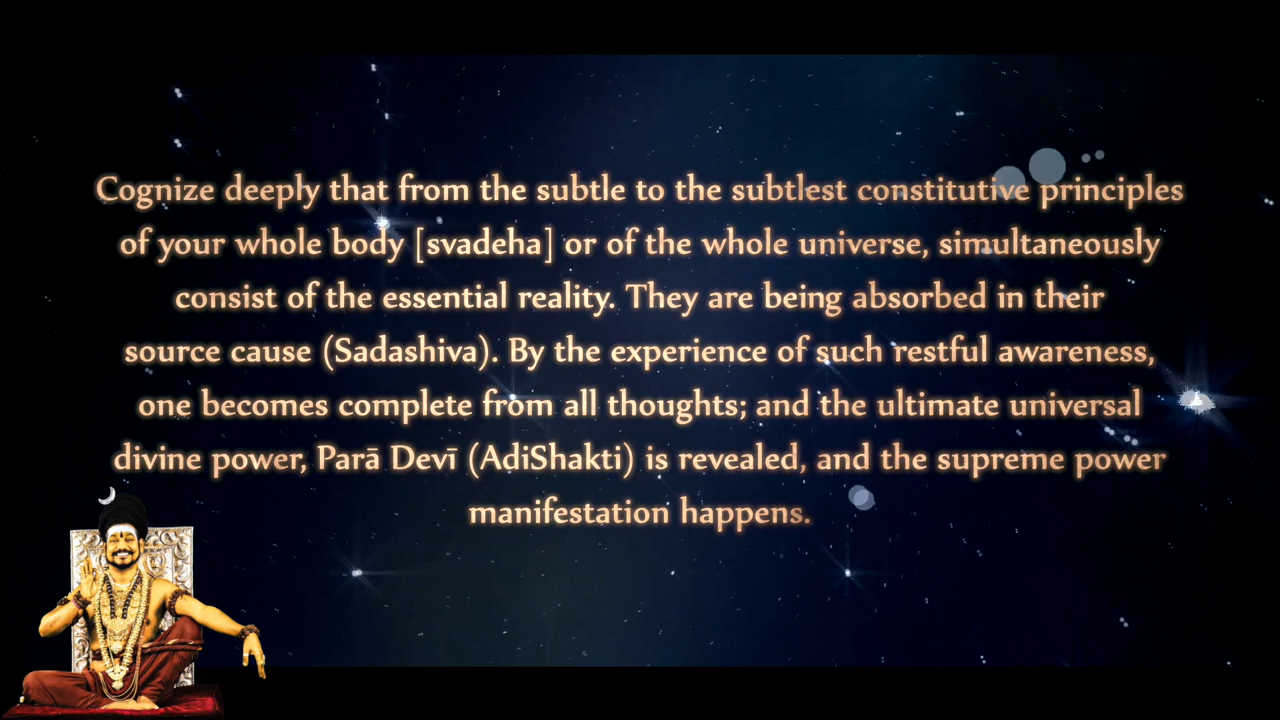 Cognize deeply that from the subtle to the subtlest constitutive principles
of your whole body [svadeha] or of the whole universe, simultaneously
consist of the essential reality. They are being absorbed in their
source cause (Sadashiva). By the experience of such restful awareness,
one becomes complete from all thoughts; and the ultimate universal
divine power, Parā Devī (AdiShakti) is revealed, and the supreme power
manifestation happens.